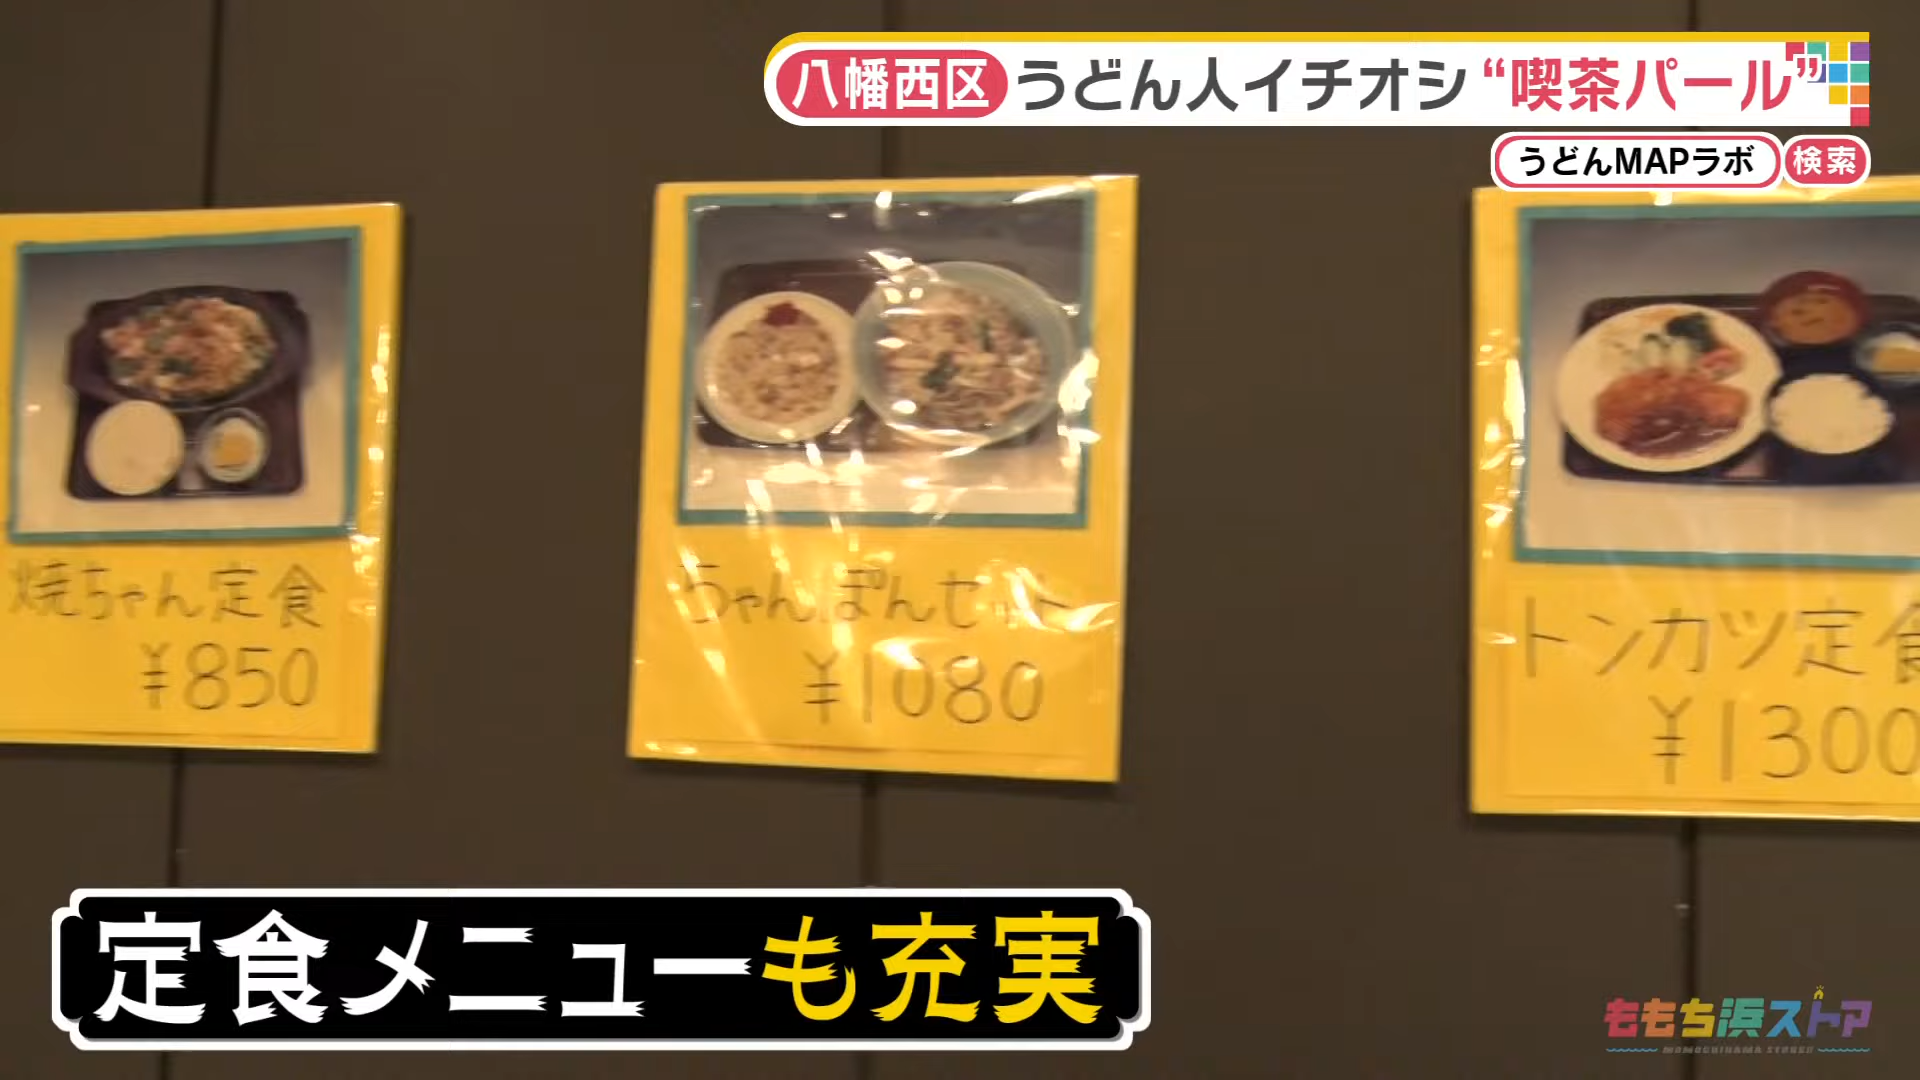 八幡西区 うどん人イチオシ“喫茶パール”
うどんMAPラボ 検索
焼ちゃん定食
¥850
ちゃんぽんセット
¥1080
トンカツ定食
¥1300
定食メニューも充実
ももち浜ストア
MOMOCHIHAMA STORE